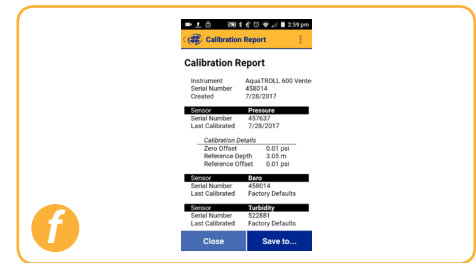 2:59 pm
Calibration Report
Calibration Report
Instrument AquaTROLL 600 Vente
Serial Number 458014
Created 7/28/2017
Sensor Pressure
Serial Number 457637
Last Calibrated 7/28/2017
Calibration Details
Zero Offset 0.01 psi
Reference Depth 3.05 m
Reference Offset 0.01 psi
Sensor Baro
Serial Number 458014
Last Calibrated Factory Defaults
Sensor Turbidity
Serial Number 522881
Last Calibrated Factory Defaults
Close Save to...
f